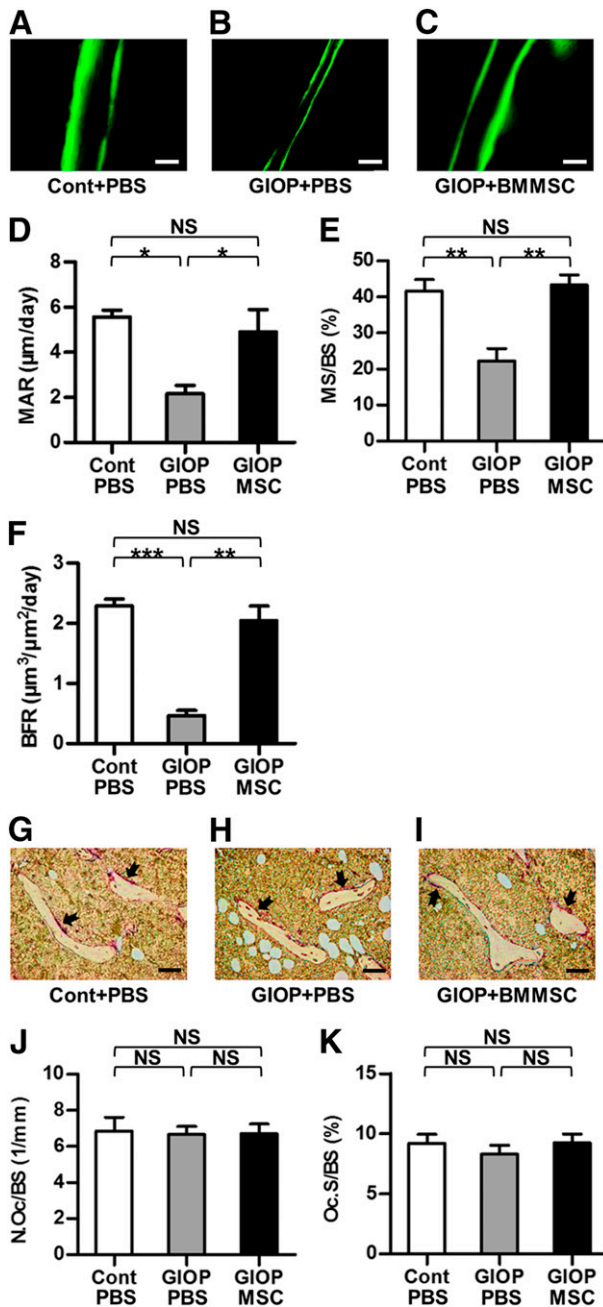 A B C
Cont+PBS GIOP+PBS GIOP+BMMSC
D
NS
* *
MAR (µm/day)
6
4
2
0
Cont PBS
GIOP PBS
GIOP MSC
E
NS
** **
MS/BS (%)
50
40
30
20
10
0
Cont PBS
GIOP PBS
GIOP MSC
F
NS
*** **
BFR (µm³/µm²/day)
3
2
1
0
Cont PBS
GIOP PBS
GIOP MSC
G H I
Cont+PBS GIOP+PBS GIOP+BMMSC
J
NS
NS NS
N.Oc/BS (1/mm)
10
8
6
4
2
0
Cont PBS
GIOP PBS
GIOP MSC
K
NS
NS NS
Oc.S/BS (%)
15
10
5
0
Cont PBS
GIOP PBS
GIOP MSC